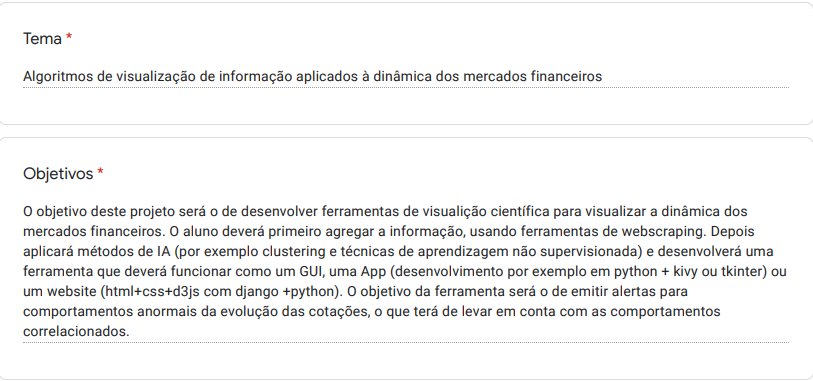 Tema *
Algoritmos de visualização de informação aplicados à dinâmica dos mercados financeiros
Objetivos *
O objetivo deste projeto será o de desenvolver ferramentas de visualição científica para visualizar a dinâmica dos
mercados financeiros. O aluno deverá primeiro agregar a informação, usando ferramentas de webscraping. Depois
aplicará métodos de IA (por exemplo clustering e técnicas de aprendizagem não supervisionada) e desenvolverá uma
ferramenta que deverá funcionar como um GUI, uma App (desenvolvimento por exemplo em python + kivy ou tkinter) ou
um website (html+css+d3js com django +python). O objetivo da ferramenta será o de emitir alertas para
comportamentos anormais da evolução das cotações, o que terá de levar em conta com as comportamentos
correlacionados.